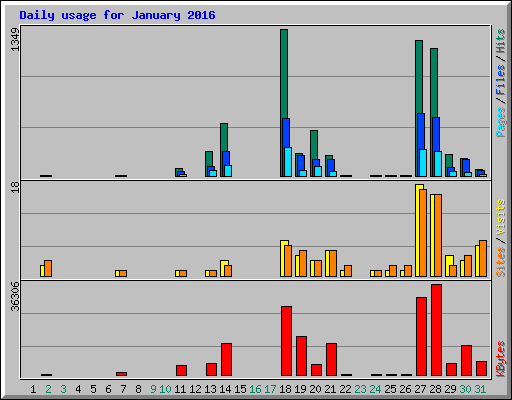 Daily usage for January 2016
1349
Pages / Files / Hits
18
Sites / Visits
36306
KBytes
1 2 3 4 5 6 7 8 9 10 11 12 13 14 15 16 17 18 19 20 21 22 23 24 25 26 27 28 29 30 31